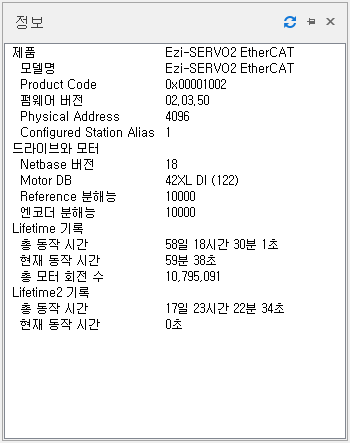 정보
제품 Ezi-SERVO2 EtherCAT
모델명 Ezi-SERVO2 EtherCAT
Product Code 0x00001002
펌웨어 버전 02,03,50
Physical Address 4096
Configured Station Alias 1
드라이브와 모터
Netbase 버전 18
Motor DB 42XL DI (122)
Reference 분해능 10000
엔코더 분해능 10000
Lifetime 기록
총 동작 시간 58일 18시간 30분 1초
현재 동작 시간 59분 38초
총 모터 회전 수 10,795,091
Lifetime2 기록
총 동작 시간 17일 23시간 22분 34초
현재 동작 시간 0초